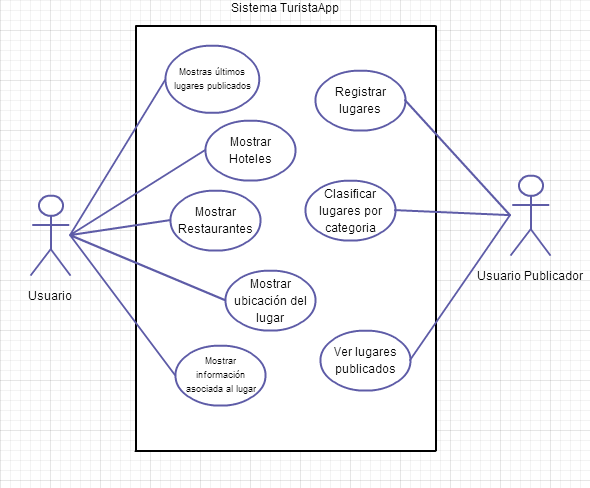 Sistema TuristaApp
Mostras últimos
lugares publicados
Registrar
lugares
Mostrar
Hoteles
Clasificar
lugares por
categoria
Mostrar
Restaurantes
Usuario
Usuario Publicador
Mostrar
ubicación del
lugar
Ver lugares
publicados
Mostrar
información
asociada al lugar